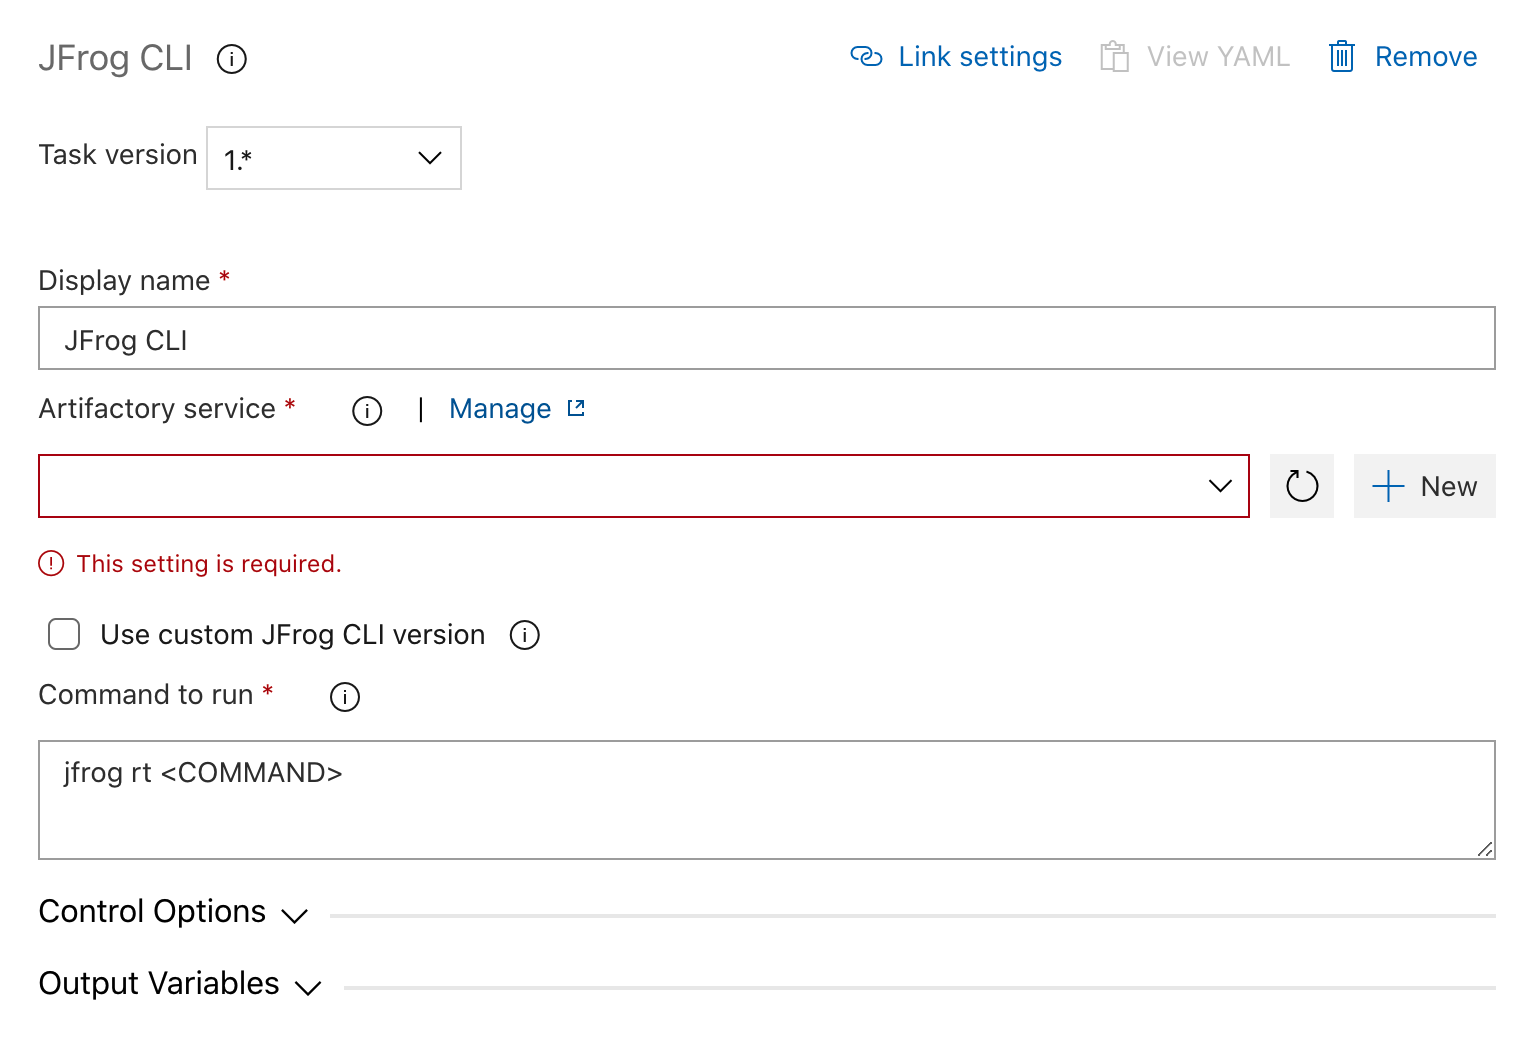 JFrog CLI
Link settings
View YAML
Remove
Task version
1.*
Display name *
JFrog CLI
Artifactory service *
| Manage
New
This setting is required.
Use custom JFrog CLI version
Command to run *
jfrog rt <COMMAND>
Control Options
Output Variables